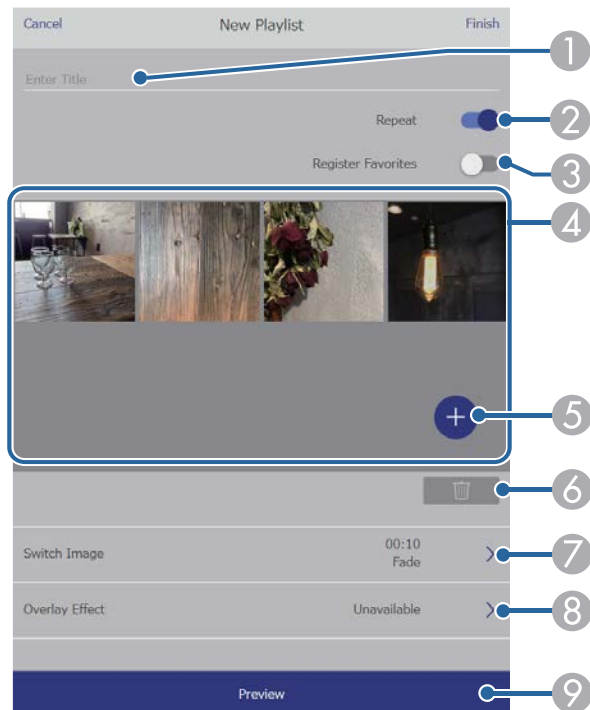 Cancel New Playlist Finish
Enter Title
1
Repeat
2
Register Favorites
3
4
5
6
Switch Image
00:10
Fade
7
Overlay Effect Unavailable
8
Preview
9